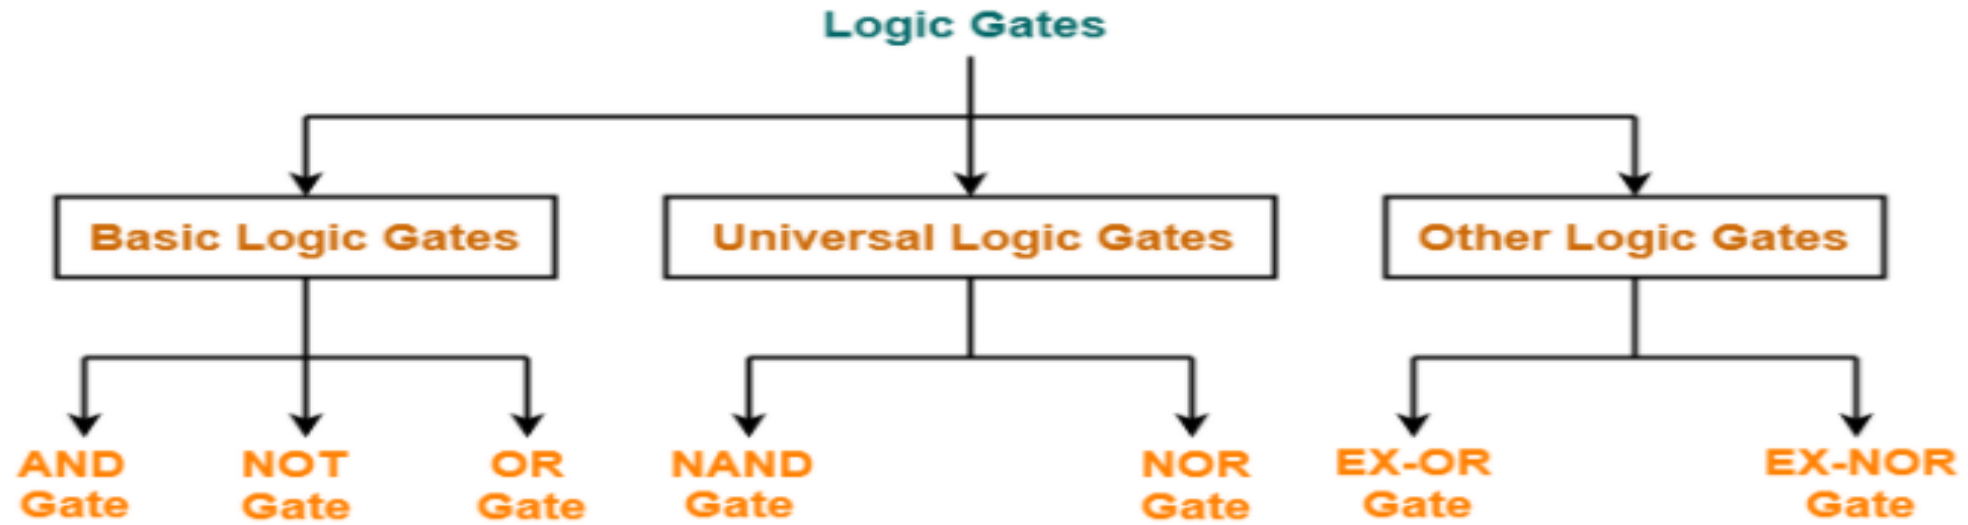 Logic Gates
Basic Logic Gates
Universal Logic Gates
Other Logic Gates
AND
Gate
NOT
Gate
OR
Gate
NAND
Gate
NOR
Gate
EX-OR
Gate
EX-NOR
Gate